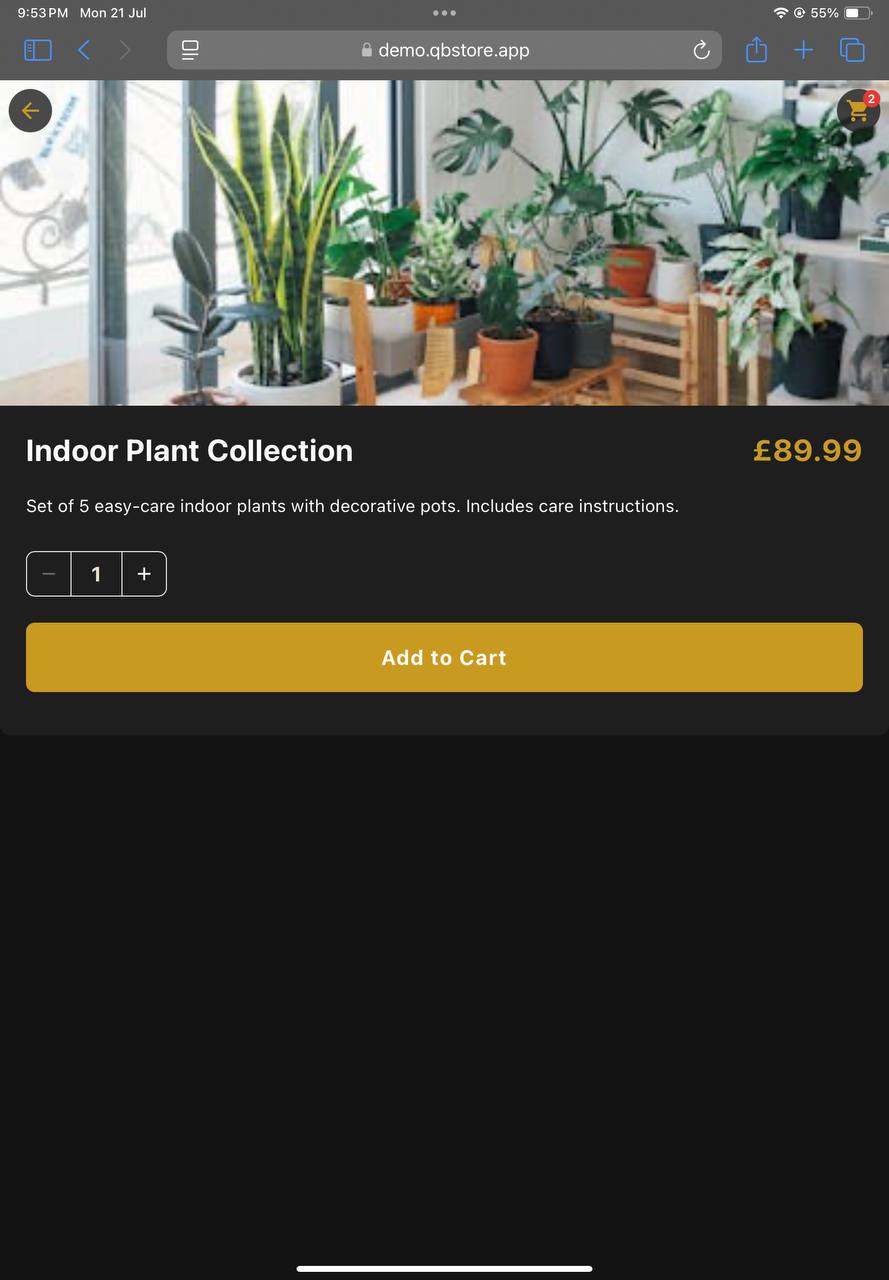 9:53 PM Mon 21 Jul
55%
demo.qbstore.app
2
Indoor Plant Collection
£89.99
Set of 5 easy-care indoor plants with decorative pots. Includes care instructions.
1
Add to Cart